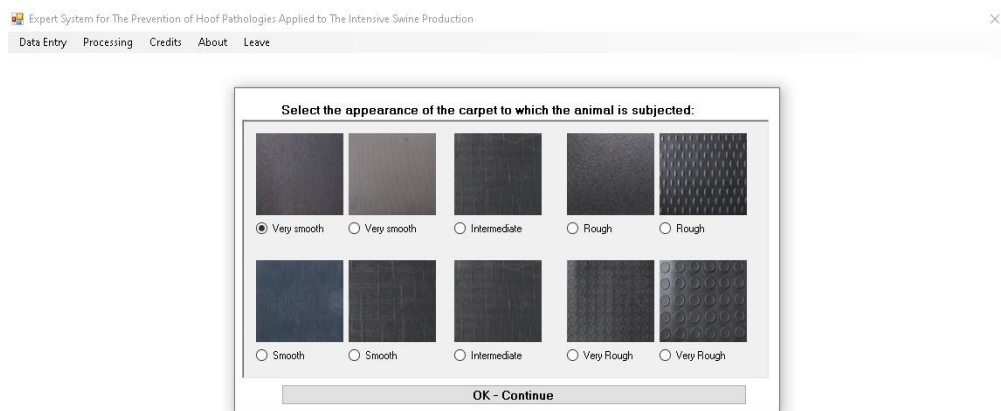 Expert System for The Prevention of Hoof Pathologies Applied to The Intensive Swine Production
Data Entry Processing Credits About Leave
Select the appearance of the carpet to which the animal is subjected:
Very smooth Very smooth Intermediate Rough Rough
Smooth Smooth Intermediate Very Rough Very Rough
OK - Continue